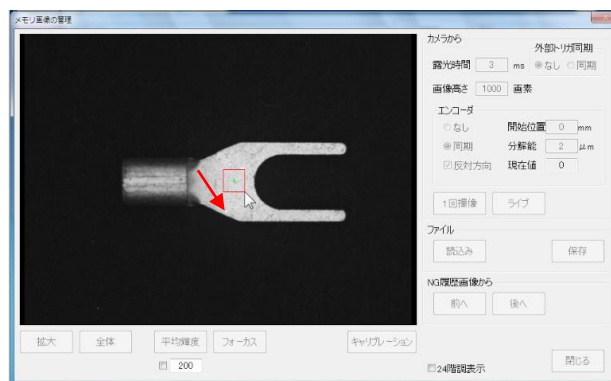 メモリ画像の管理
カメラから
外部トリガ同期
露光時間 3 ms なし 同期
画像高さ 1000 画素
エンコーダ
なし 開始位置 0 mm
同期 分解能 2 μm
反対方向 現在値 0
1回撮像 ライブ
ファイル
読込み 保存
NG履歴画像から
前へ 後へ
拡大 全体 平均輝度 フォーカス キャリブレーション
200
24階調表示 閉じる